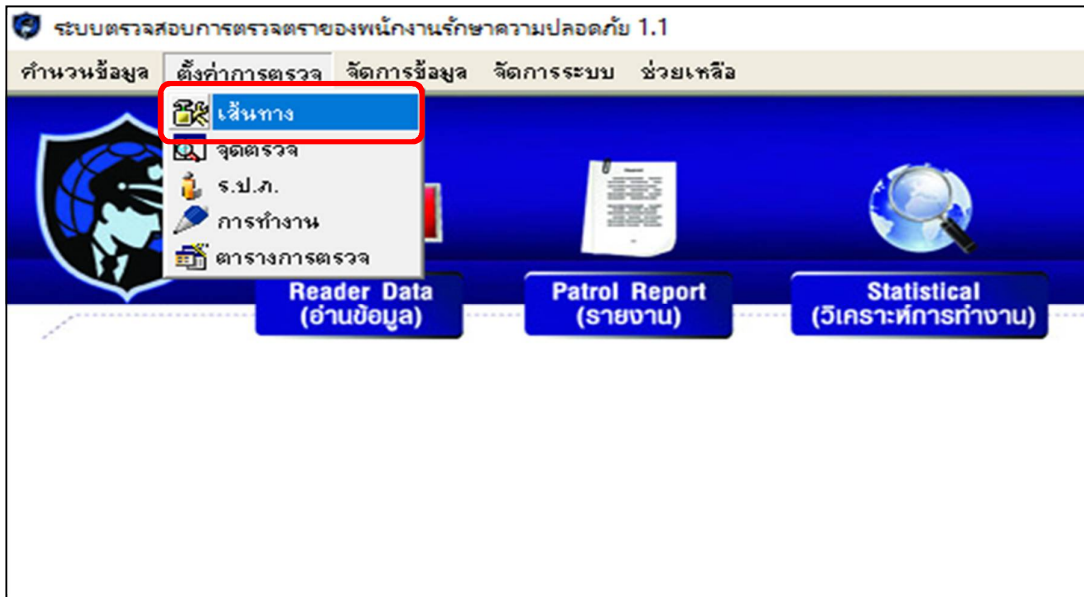 ระบบตรวจสอบการตรวจตราของพนักงานรักษาความปลอดภัย 1.1
คำนวนข้อมูล ตั้งค่าการตรวจ จัดการข้อมูล จัดการระบบ ช่วยเหลือ
เส้นทาง
จุดตรวจ
ร.ป.ภ.
การทำงาน
ตารางการตรวจ
Reader Data
(อ่านข้อมูล)
Patrol Report
(รายงาน)
Statistical
(วิเคราะห์การทำงาน)